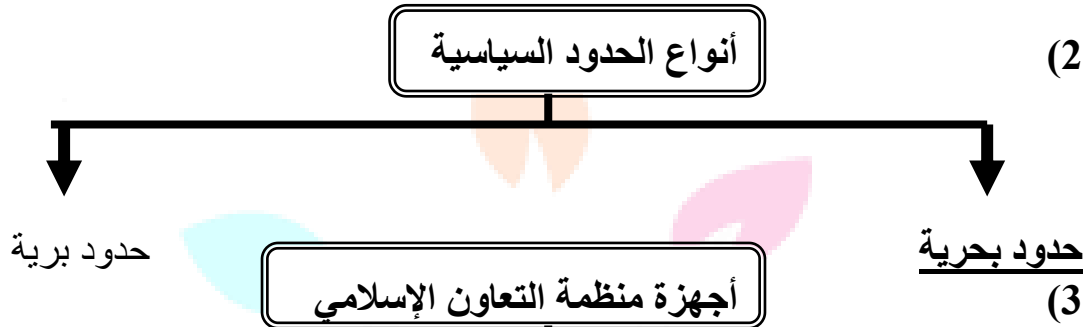 2) أنواع الحدود السياسية
حدود بحرية
حدود برية
3) أجهزة منظمة التعاون الإسلامي